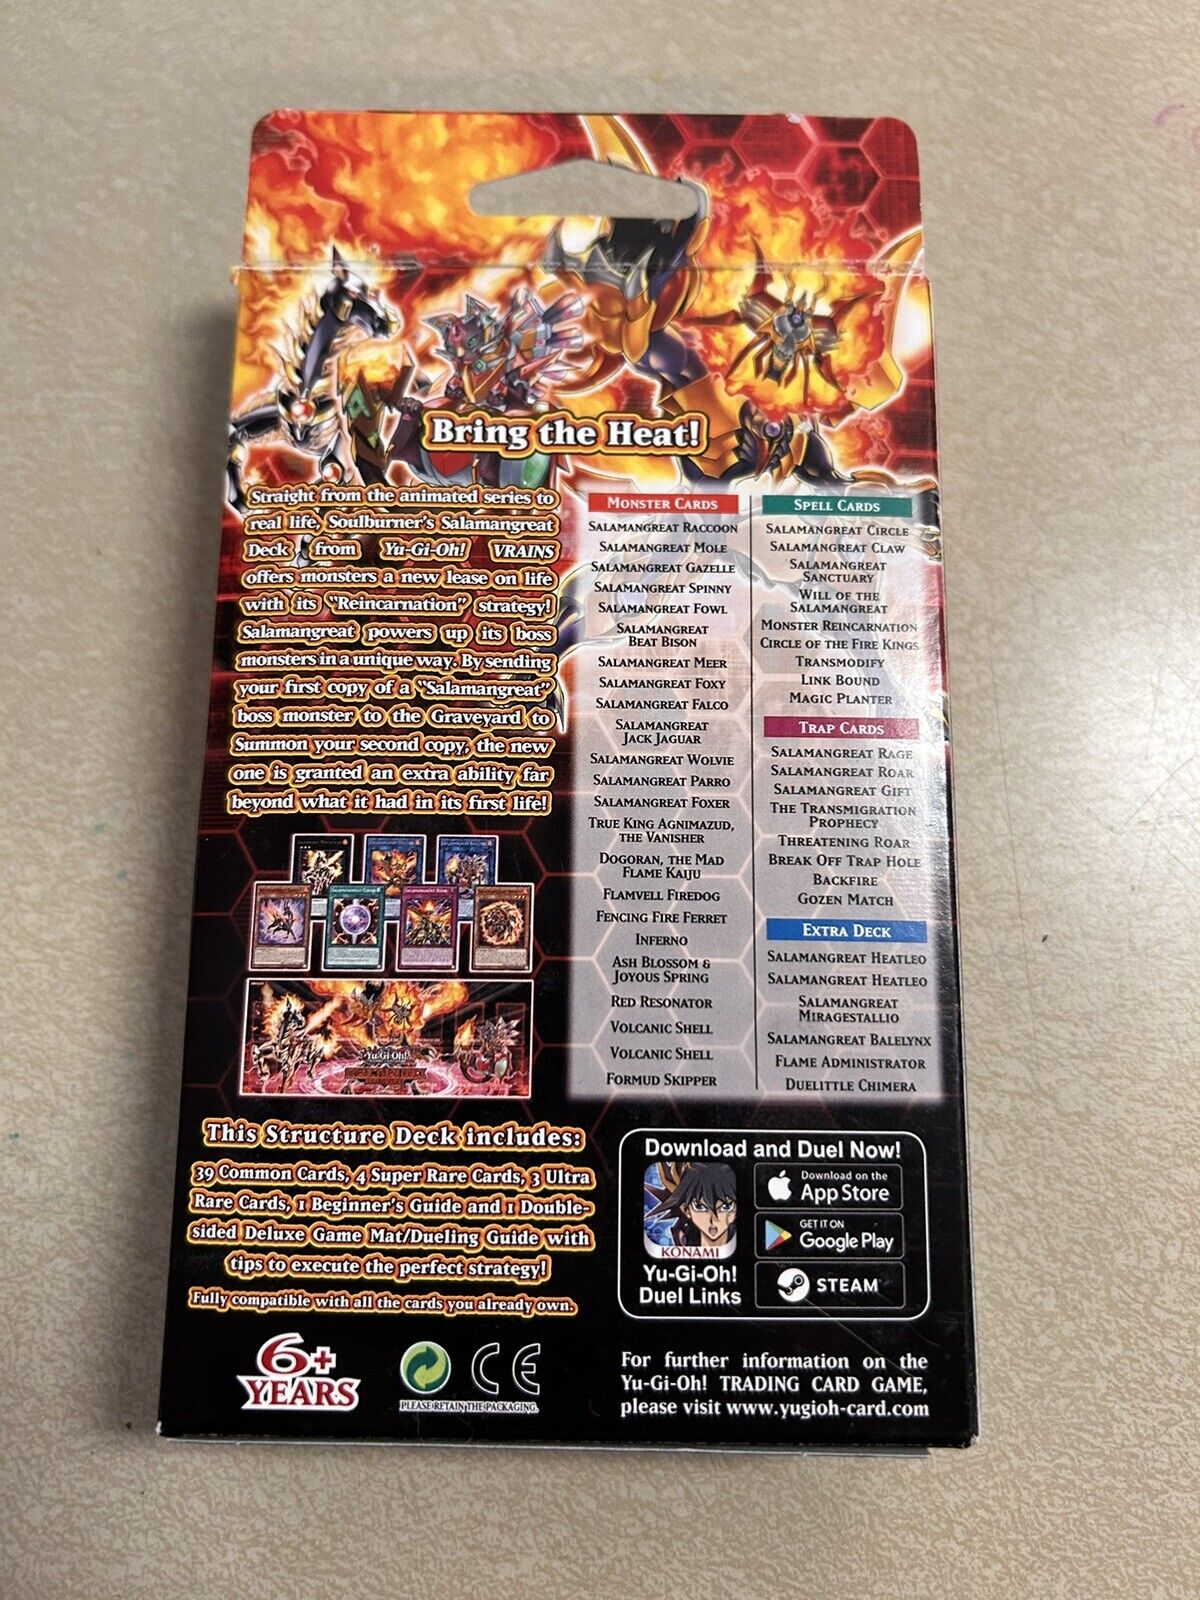 Bring the Heat!
Straight from the animated series to
real life, Soulburner's Salamangreat
Deck from Yu-Gi-Oh! VRAINS
offers monsters a new lease on life
with its "Reincarnation" strategy!
Salamangreat powers up its boss
monsters in a unique way. By sending
your first copy of a "Salamangreat"
boss monster to the Graveyard to
Summon your second copy, the new
one is granted an extra ability far
beyond what it had in its first life!
MONSTER CARDS
SALAMANGREAT RACCOON
SALAMANGREAT MOLE
SALAMANGREAT GAZELLE
SALAMANGREAT SPINNY
SALAMANGREAT FOWL
SALAMANGREAT
BEAT BISON
SALAMANGREAT MEER
SALAMANGREAT FOXY
SALAMANGREAT FALCO
SALAMANGREAT
JACK JAGUAR
SALAMANGREAT WOLVIE
SALAMANGREAT PARRO
SALAMANGREAT FOXER
TRUE KING AGNIMAZUD,
THE VANISHER
DOGORAN, THE MAD
FLAME KAIJU
FLAMVELL FIREDOG
FENCING FIRE FERRET
INFERNO
ASH BLOSSOM &
JOYOUS SPRING
RED RESONATOR
VOLCANIC SHELL
VOLCANIC SHELL
FORMUD SKIPPER
SPELL CARDS
SALAMANGREAT CIRCLE
SALAMANGREAT CLAW
SALAMANGREAT
SANCTUARY
WILL OF THE
SALAMANGREAT
MONSTER REINCARNATION
CIRCLE OF THE FIRE KINGS
TRANSMODIFY
LINK BOUND
MAGIC PLANTER
TRAP CARDS
SALAMANGREAT RAGE
SALAMANGREAT ROAR
SALAMANGREAT GIFT
THE TRANSMIGRATION
PROPHECY
THREATENING ROAR
BREAK OFF TRAP HOLE
BACKFIRE
GOZEN MATCH
EXTRA DECK
SALAMANGREAT HEATLEO
SALAMANGREAT HEATLEO
SALAMANGREAT
MIRAGESTALLIO
SALAMANGREAT BALELYNX
FLAME ADMINISTRATOR
DUELITTLE CHIMERA
SALAMANGREAT CIRCLE
Yu-Gi-Oh!
This Structure Deck includes:
39 Common Cards, 4 Super Rare Cards, 3 Ultra
Rare Cards, 1 Beginner's Guide and 1 Double-
sided Deluxe Game Mat/Dueling Guide with
tips to execute the perfect strategy!
Fully compatible with all the cards you already own.
6+
YEARS
CE
PLEASE RETAIN THE PACKAGING.
Download and Duel Now!
KONAMI
Yu-Gi-Oh!
Duel Links
Download on the
App Store
GET IT ON
Google Play
STEAM
For further information on the
Yu-Gi-Oh! TRADING CARD GAME,
please visit www.yugioh-card.com